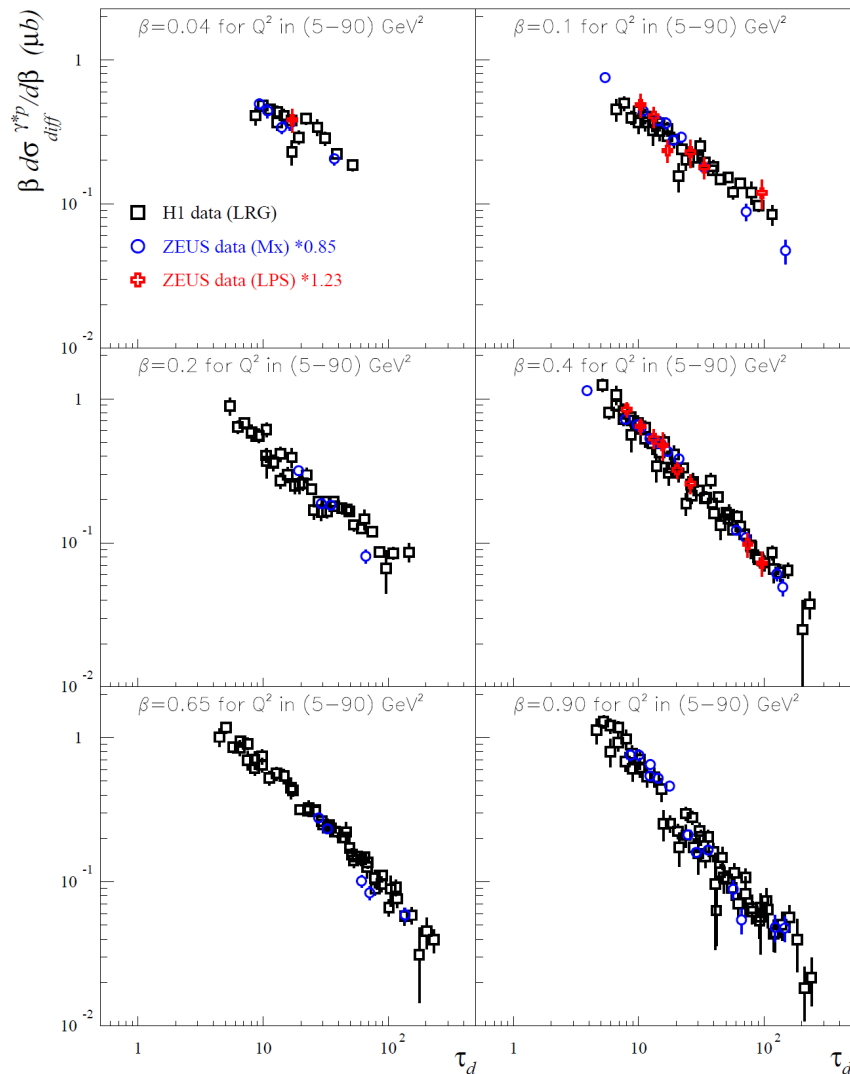 β dσ^{γ*p}_{diff}/dβ (μb)
β=0.04 for Q² in (5-90) GeV²
β=0.1 for Q² in (5-90) GeV²
1
10⁻¹
10⁻²
H1 data (LRG)
ZEUS data (Mx) *0.85
ZEUS data (LPS) *1.23
β=0.2 for Q² in (5-90) GeV²
β=0.4 for Q² in (5-90) GeV²
1
10⁻¹
10⁻²
β=0.65 for Q² in (5-90) GeV²
β=0.90 for Q² in (5-90) GeV²
1
10⁻¹
10⁻²
1 10 10² 1 10 10²
τ_d τ_d